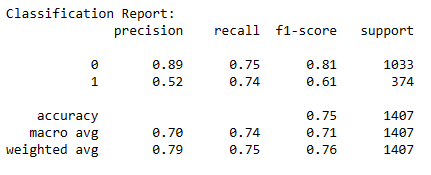 Classification Report:
precision recall f1-score support
0 0.89 0.75 0.81 1033
1 0.52 0.74 0.61 374
accuracy 0.75 1407
macro avg 0.70 0.74 0.71 1407
weighted avg 0.79 0.75 0.76 1407